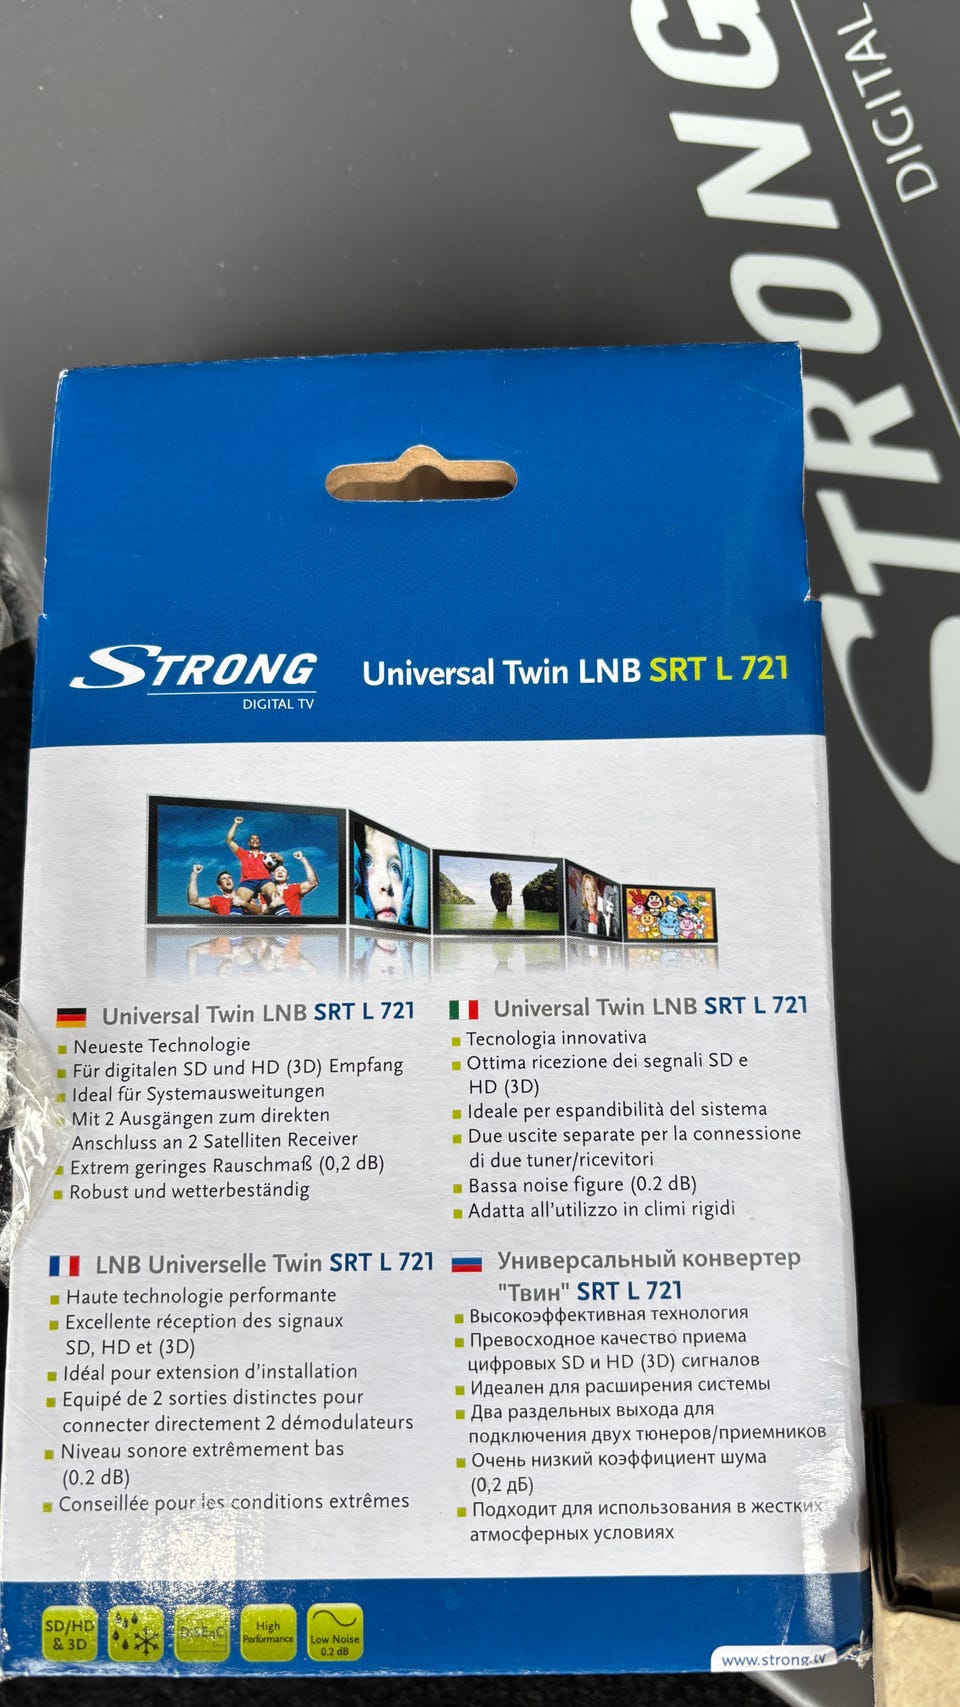 STRONG
DIGITAL
STRONG
DIGITAL TV
Universal Twin LNB SRT L 721
Universal Twin LNB SRT L 721
Neueste Technologie
Für digitalen SD und HD (3D) Empfang
Ideal für Systemausweitungen
Mit 2 Ausgängen zum direkten
Anschluss an 2 Satelliten Receiver
Extrem geringes Rauschmaß (0,2 dB)
Robust und wetterbeständig
Universal Twin LNB SRT L 721
Tecnologia innovativa
Ottima ricezione dei segnali SD e
HD (3D)
Ideale per espandibilità del sistema
Due uscite separate per la connessione
di due tuner/ricevitori
Bassa noise figure (0.2 dB)
Adatta all'utilizzo in climi rigidi
LNB Universelle Twin SRT L 721
Haute technologie performante
Excellente réception des signaux
SD, HD et (3D)
Idéal pour extension d'installation
Equipé de 2 sorties distinctes pour
connecter directement 2 démodulateurs
Niveau sonore extrêmement bas
(0.2 dB)
Conseillée pour les conditions extrêmes
Универсальный конвертер
"Твин" SRT L 721
Высокоэффективная технология
Превосходное качество приема
цифровых SD и HD (3D) сигналов
Идеален для расширения системы
Два раздельных выхода для
подключения двух тюнеров/приемников
Очень низкий коэффициент шума
(0,2 дБ)
Подходит для использования в жестких
атмосферных условиях
SD/HD
& 3D
DiSEqC
High
Performance
Low Noise
0.2 dB
www.strong.tv